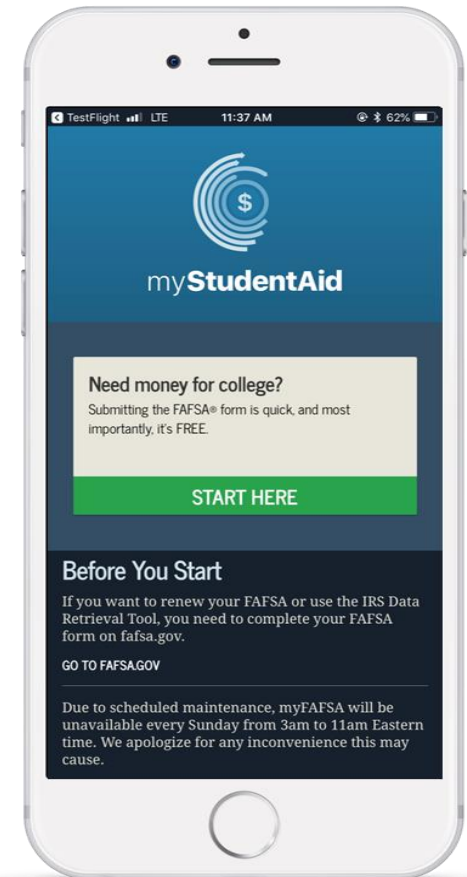 TestFlight LTE 11:37 AM 62%
$
myStudentAid
Need money for college?
Submitting the FAFSA® form is quick, and most
importantly, it's FREE.
START HERE
Before You Start
If you want to renew your FAFSA or use the IRS Data
Retrieval Tool, you need to complete your FAFSA
form on fafsa.gov.
GO TO FAFSA.GOV
Due to scheduled maintenance, myFAFSA will be
unavailable every Sunday from 3am to 11am Eastern
time. We apologize for any inconvenience this may
cause.